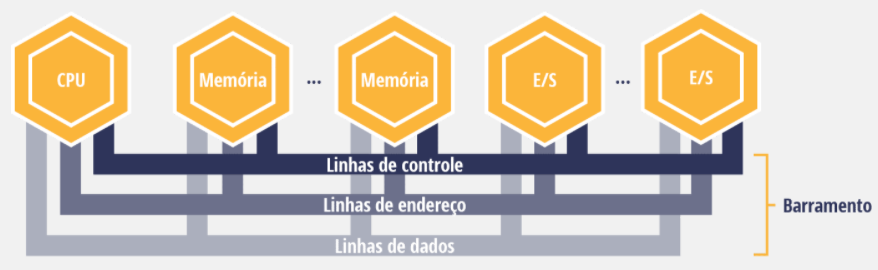 CPU
Memória
...
Memória
E/S
...
E/S
Linhas de controle
Linhas de endereço
Linhas de dados
Barramento